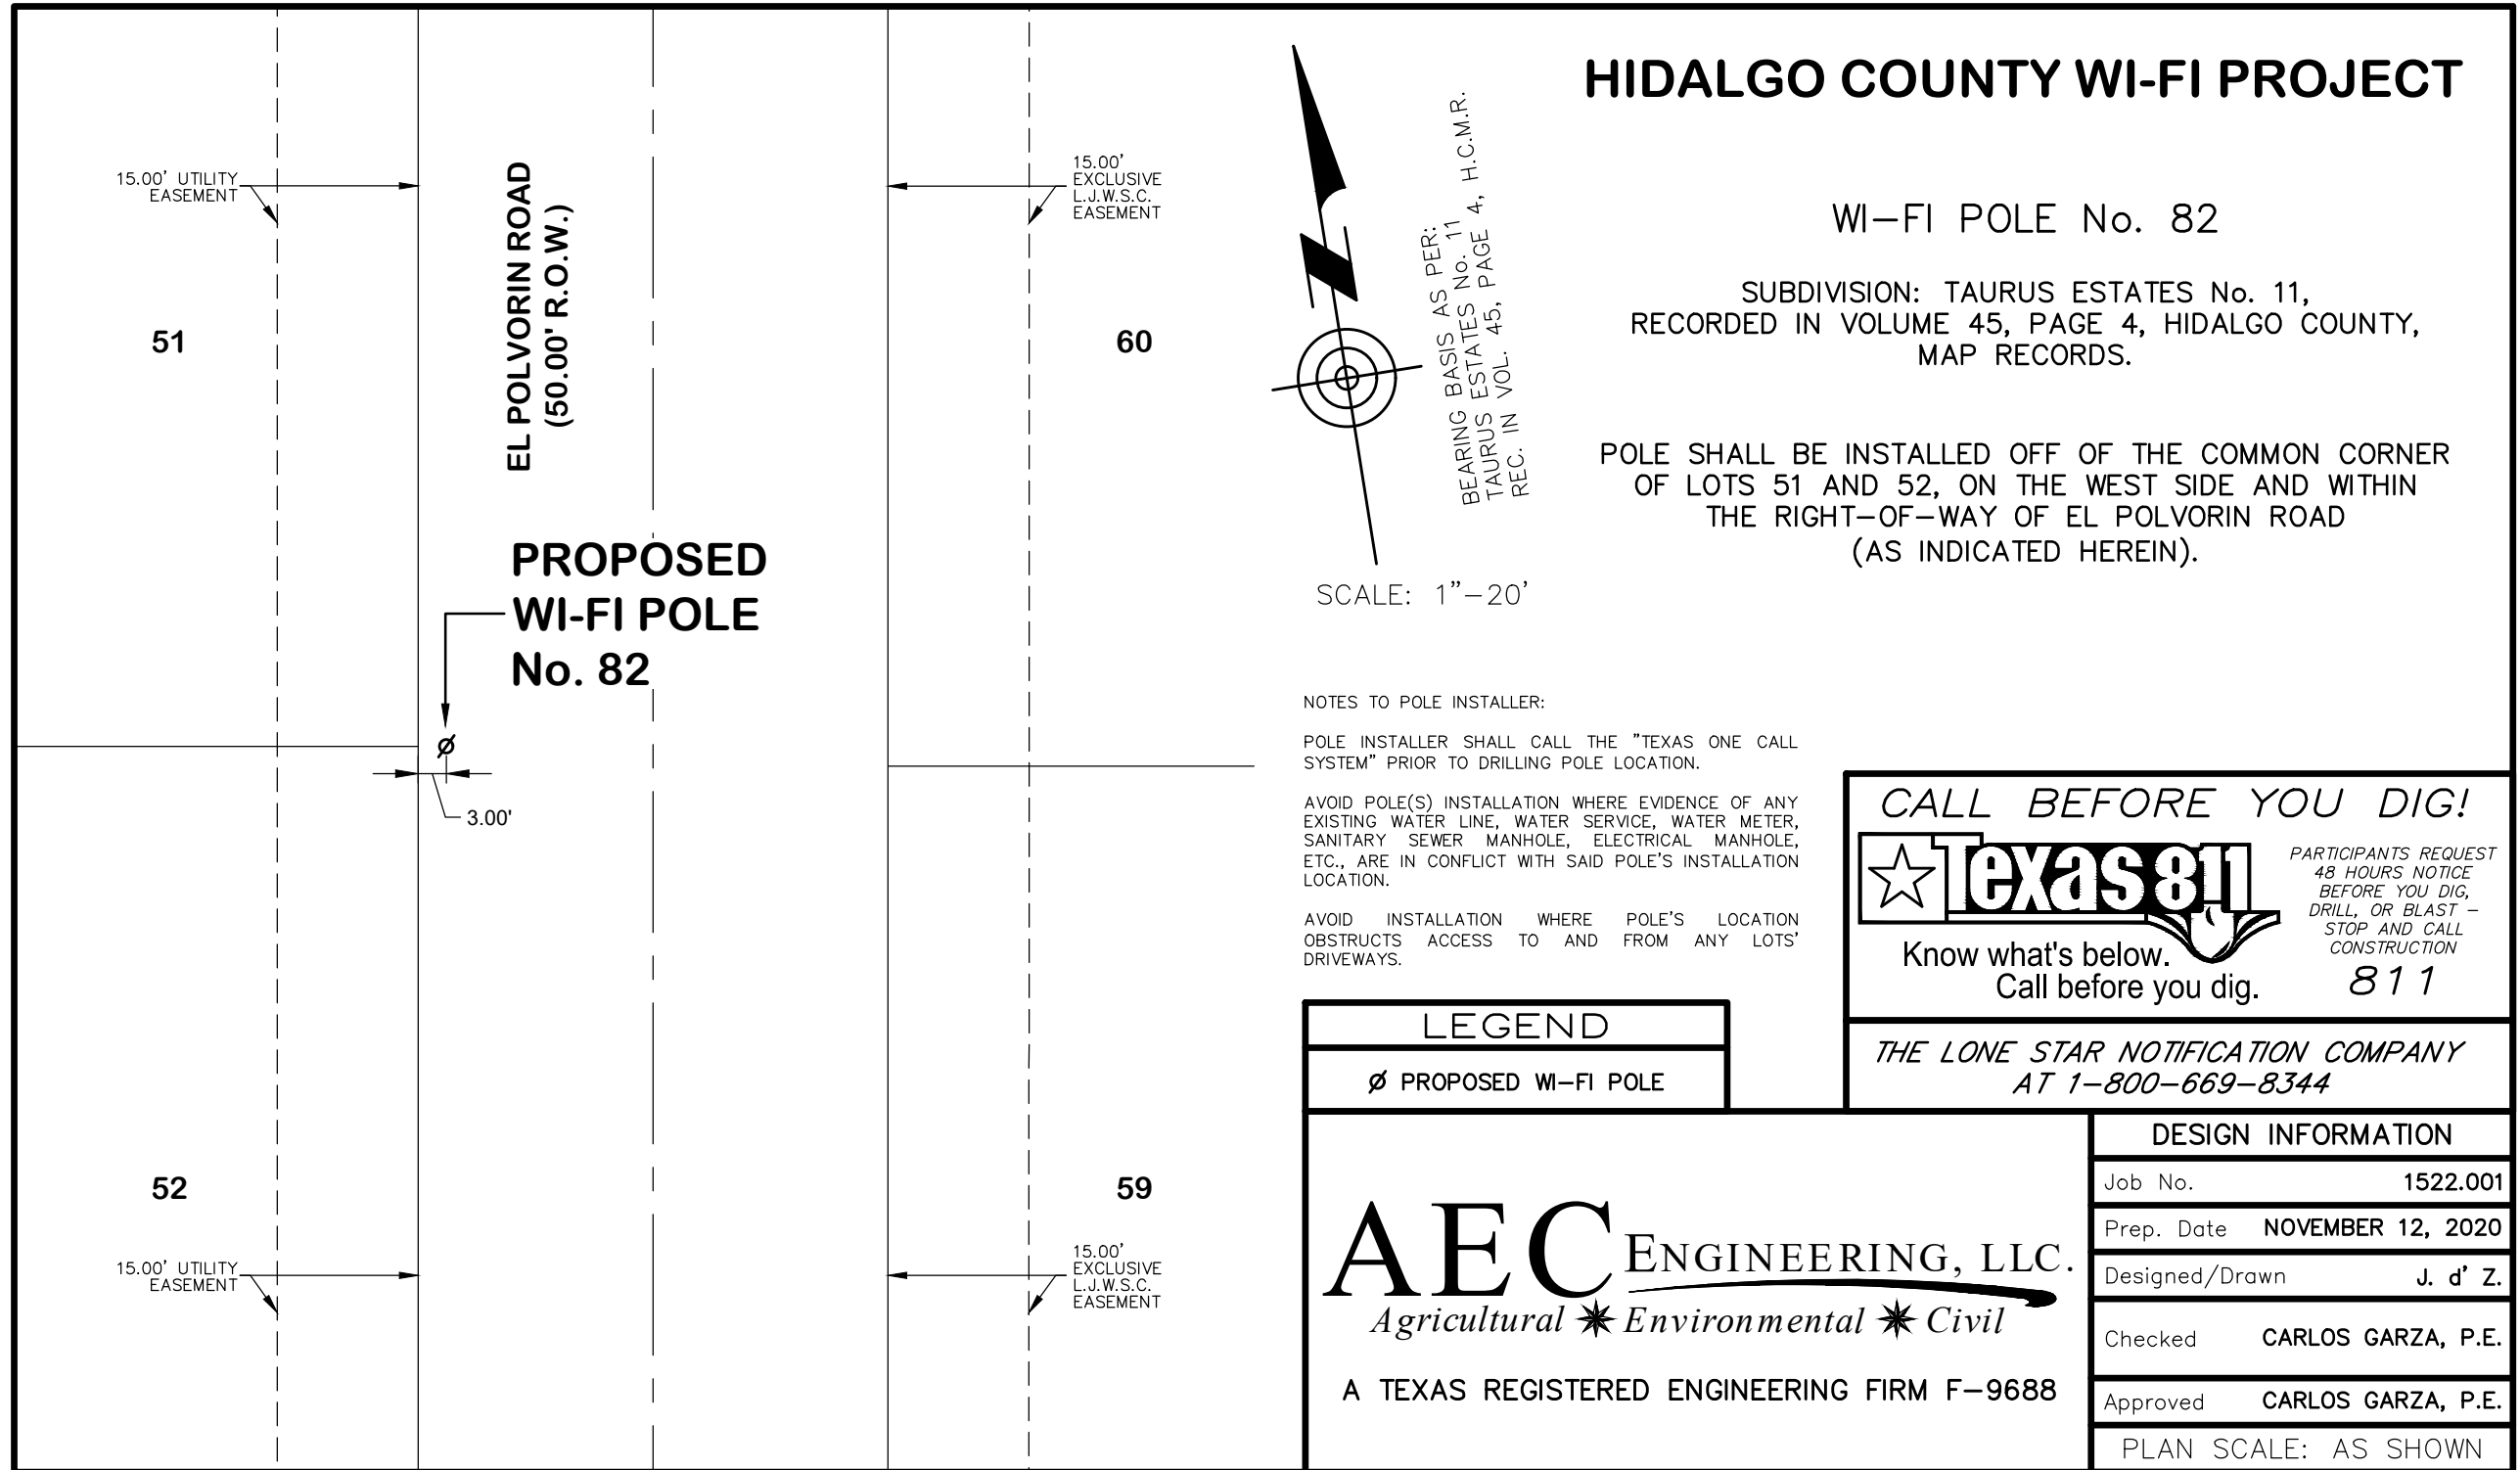 HIDALGO COUNTY WI-FI PROJECT
WI-FI POLE No. 82
SUBDIVISION: TAURUS ESTATES No. 11,
RECORDED IN VOLUME 45, PAGE 4, HIDALGO COUNTY,
MAP RECORDS.
POLE SHALL BE INSTALLED OFF OF THE COMMON CORNER
OF LOTS 51 AND 52, ON THE WEST SIDE AND WITHIN
THE RIGHT-OF-WAY OF EL POLVORIN ROAD
(AS INDICATED HEREIN).
15.00' UTILITY
EASEMENT
EL POLVORIN ROAD
(50.00' R.O.W.)
15.00'
EXCLUSIVE
L.J.W.S.C.
EASEMENT
51
60
BEARING BASIS AS PER:
TAURUS ESTATES No. 11
REC. IN VOL. 45, PAGE 4, H.C.M.R.
SCALE: 1"-20'
PROPOSED
WI-FI POLE
No. 82
3.00'
52
59
15.00' UTILITY
EASEMENT
15.00'
EXCLUSIVE
L.J.W.S.C.
EASEMENT
NOTES TO POLE INSTALLER:
POLE INSTALLER SHALL CALL THE "TEXAS ONE CALL
SYSTEM" PRIOR TO DRILLING POLE LOCATION.
AVOID POLE(S) INSTALLATION WHERE EVIDENCE OF ANY
EXISTING WATER LINE, WATER SERVICE, WATER METER,
SANITARY SEWER MANHOLE, ELECTRICAL MANHOLE,
ETC., ARE IN CONFLICT WITH SAID POLE'S INSTALLATION
LOCATION.
AVOID INSTALLATION WHERE POLE'S LOCATION
OBSTRUCTS ACCESS TO AND FROM ANY LOTS'
DRIVEWAYS.
CALL BEFORE YOU DIG!
Texas811
Know what's below.
Call before you dig.
PARTICIPANTS REQUEST
48 HOURS NOTICE
BEFORE YOU DIG,
DRILL, OR BLAST -
STOP AND CALL
CONSTRUCTION
811
THE LONE STAR NOTIFICATION COMPANY
AT 1-800-669-8344
LEGEND
Ø PROPOSED WI-FI POLE
AEC ENGINEERING, LLC.
Agricultural ✷ Environmental ✷ Civil
A TEXAS REGISTERED ENGINEERING FIRM F-9688
DESIGN INFORMATION
Job No. 1522.001
Prep. Date NOVEMBER 12, 2020
Designed/Drawn J. d' Z.
Checked CARLOS GARZA, P.E.
Approved CARLOS GARZA, P.E.
PLAN SCALE: AS SHOWN